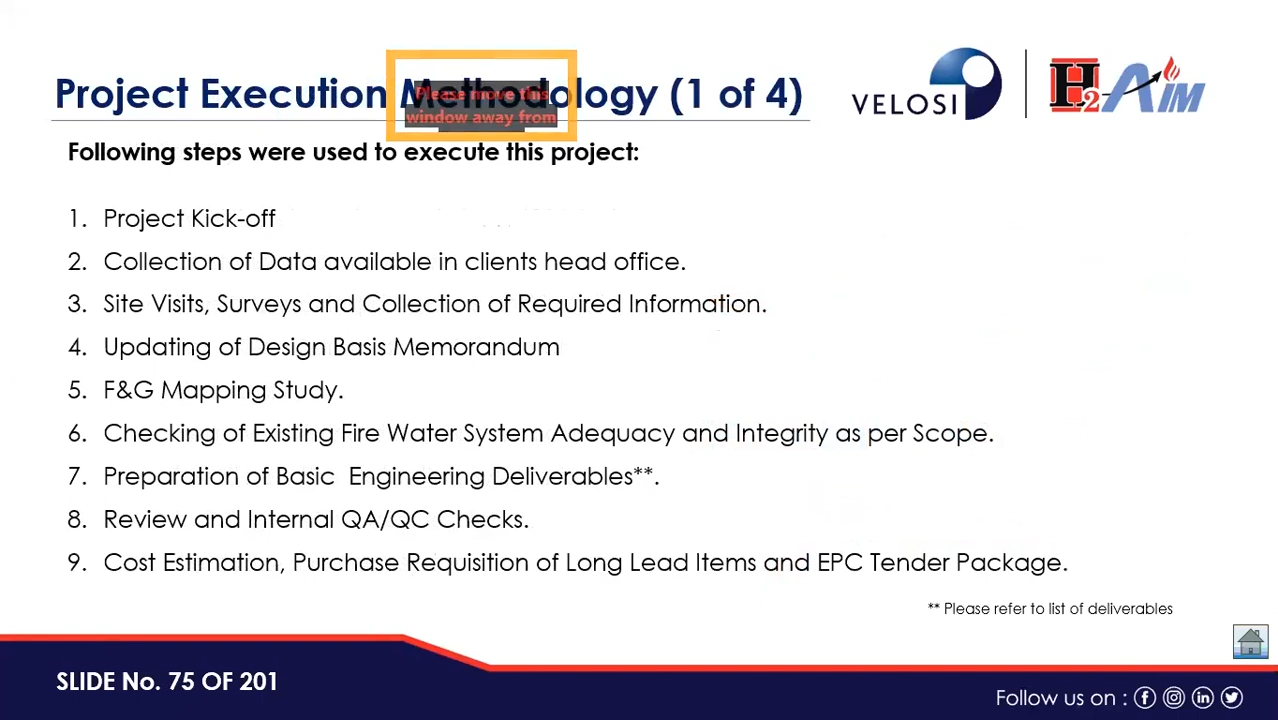 Project Execution Methodology (1 of 4)
Please move this
window away from
VELOSI
H2-AIM
Following steps were used to execute this project:
1. Project Kick-off
2. Collection of Data available in clients head office.
3. Site Visits, Surveys and Collection of Required Information.
4. Updating of Design Basis Memorandum
5. F&G Mapping Study.
6. Checking of Existing Fire Water System Adequacy and Integrity as per Scope.
7. Preparation of Basic  Engineering Deliverables**.
8. Review and Internal QA/QC Checks.
9. Cost Estimation, Purchase Requisition of Long Lead Items and EPC Tender Package.
** Please refer to list of deliverables
SLIDE No. 75 OF 201
Follow us on :